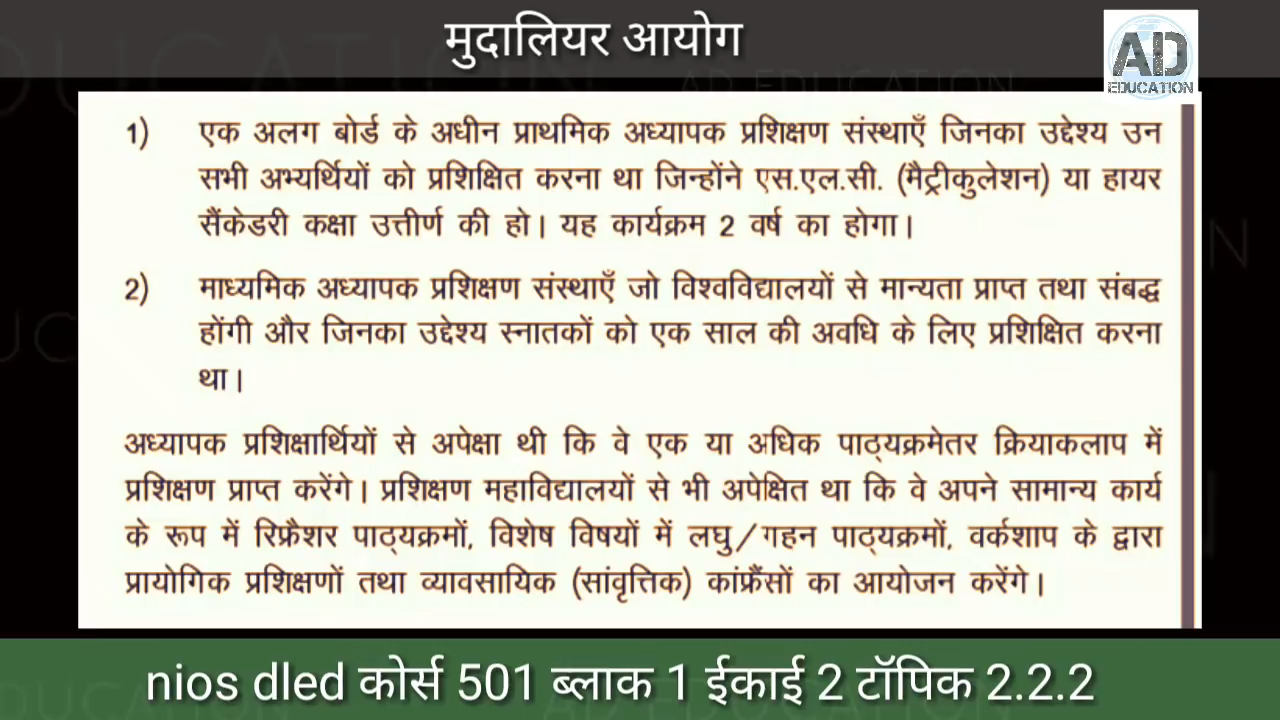 मुदालियर आयोग
AD
EDUCATION
1) एक अलग बोर्ड के अधीन प्राथमिक अध्यापक प्रशिक्षण संस्थाएँ जिनका उद्देश्य उन
सभी अभ्यर्थियों को प्रशिक्षित करना था जिन्होंने एस.एल.सी. (मैट्रीकुलेशन) या हायर
सैंकेडरी कक्षा उत्तीर्ण की हो। यह कार्यक्रम 2 वर्ष का होगा।
2) माध्यमिक अध्यापक प्रशिक्षण संस्थाएँ जो विश्वविद्यालयों से मान्यता प्राप्त तथा संबद्ध
होंगी और जिनका उद्देश्य स्नातकों को एक साल की अवधि के लिए प्रशिक्षित करना
था।
अध्यापक प्रशिक्षार्थियों से अपेक्षा थी कि वे एक या अधिक पाठ्यक्रमेतर क्रियाकलाप में
प्रशिक्षण प्राप्त करेंगे। प्रशिक्षण महाविद्यालयों से भी अपेक्षित था कि वे अपने सामान्य कार्य
के रूप में रिफ्रैशर पाठ्यक्रमों, विशेष विषयों में लघु/गहन पाठ्यक्रमों, वर्कशाप के द्वारा
प्रायोगिक प्रशिक्षणों तथा व्यावसायिक (सांवृत्तिक) कांफ्रैंसों का आयोजन करेंगे।
nios dled कोर्स 501 ब्लाक 1 ईकाई 2 टॉपिक 2.2.2